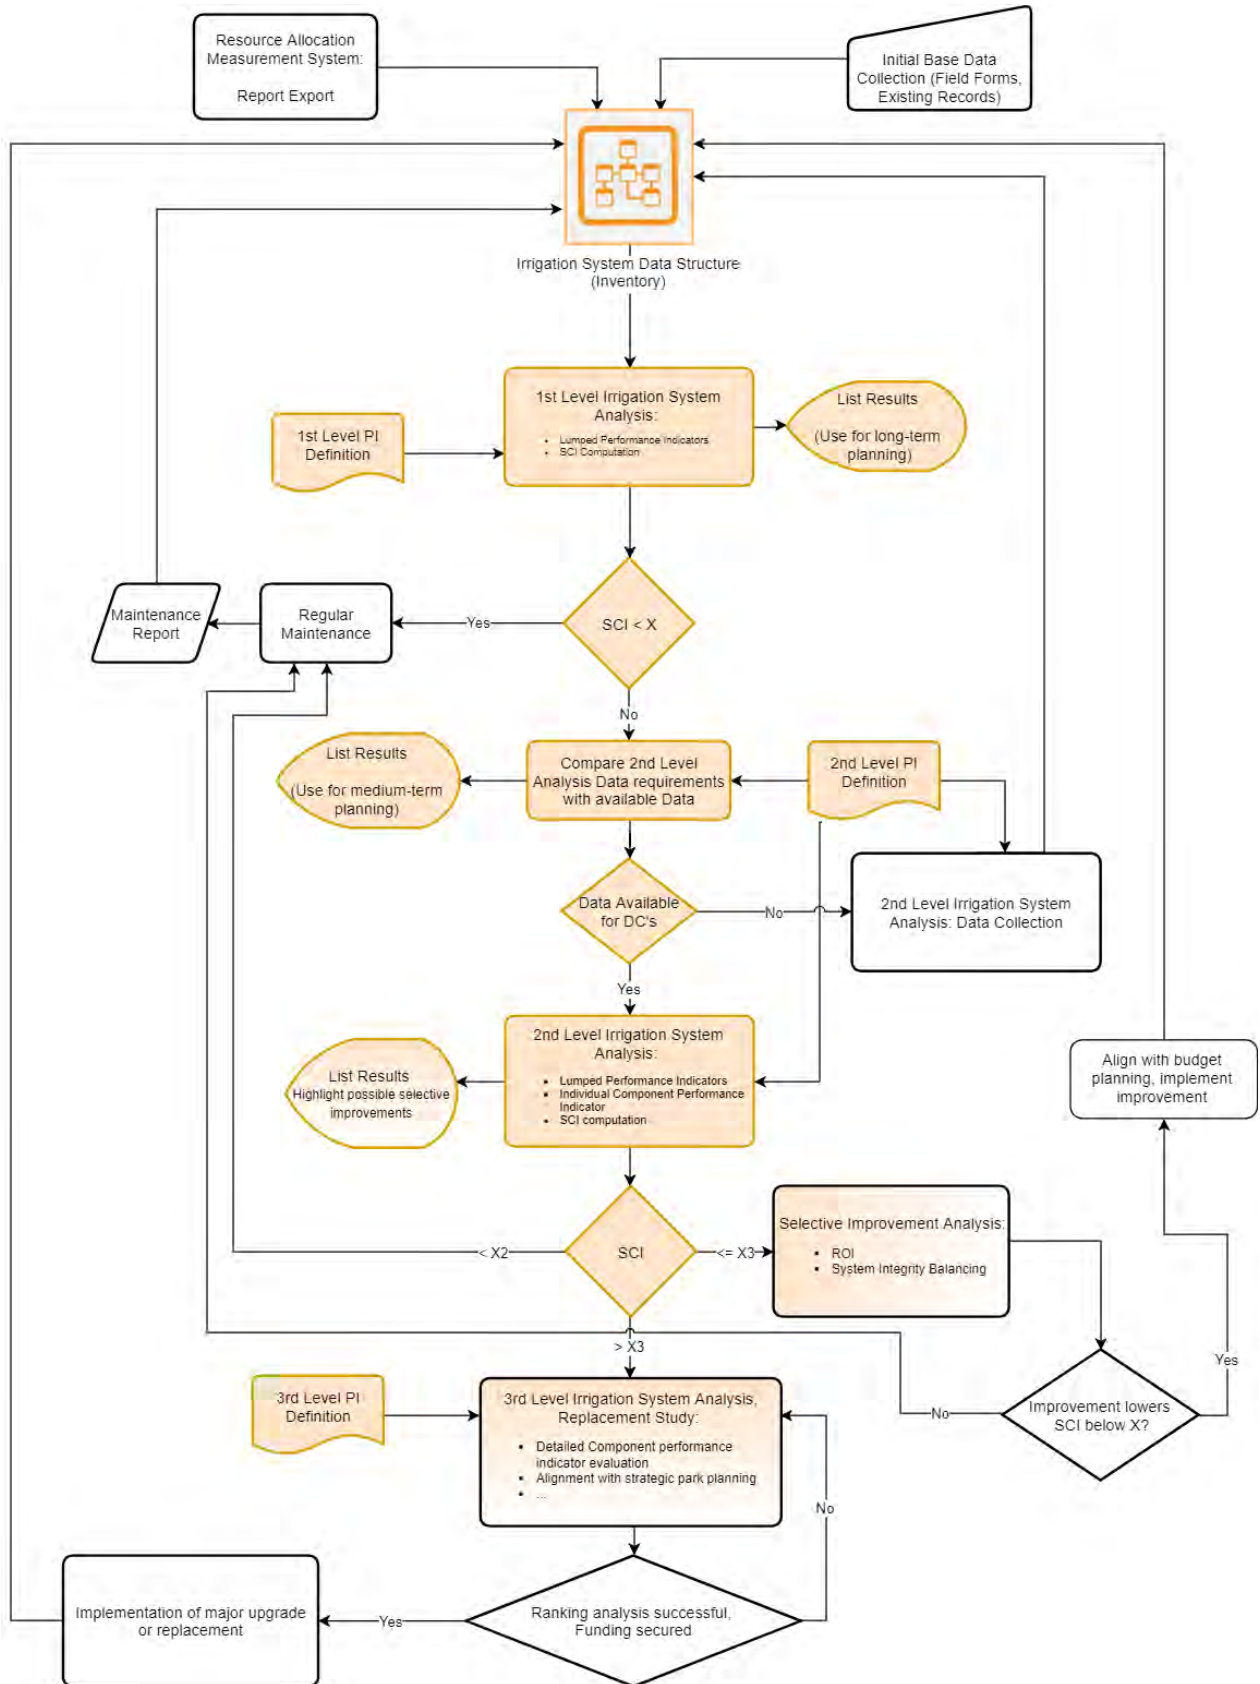 Resource Allocation
Measurement System:
Report Export
Initial Base Data
Collection (Field Forms,
Existing Records)
Irrigation System Data Structure
(Inventory)
1st Level Irrigation System
Analysis:
• Lumped Performance Indicators
• SCI Computation
List Results
(Use for long-term
planning)
1st Level PI
Definition
Maintenance
Report
Regular
Maintenance
Yes
SCI < X
No
List Results
(Use for medium-term
planning)
Compare 2nd Level
Analysis Data requirements
with available Data
2nd Level PI
Definition
Data Available
for DC's
No
2nd Level Irrigation System
Analysis: Data Collection
Yes
2nd Level Irrigation System
Analysis:
• Lumped Performance Indicators
• Individual Component Performance
Indicator
• SCI computation
List Results
Highlight possible selective
improvements
Align with budget
planning, implement
improvement
< X2
SCI
<= X3
Selective Improvement Analysis:
• ROI
• System Integrity Balancing
> X3
Yes
3rd Level PI
Definition
3rd Level Irrigation System Analysis,
Replacement Study:
• Detailed Component performance
indicator evaluation
• Alignment with strategic park planning
• ...
No
Improvement lowers
SCI below X?
No
Implementation of major upgrade
or replacement
Yes
Ranking analysis successful,
Funding secured